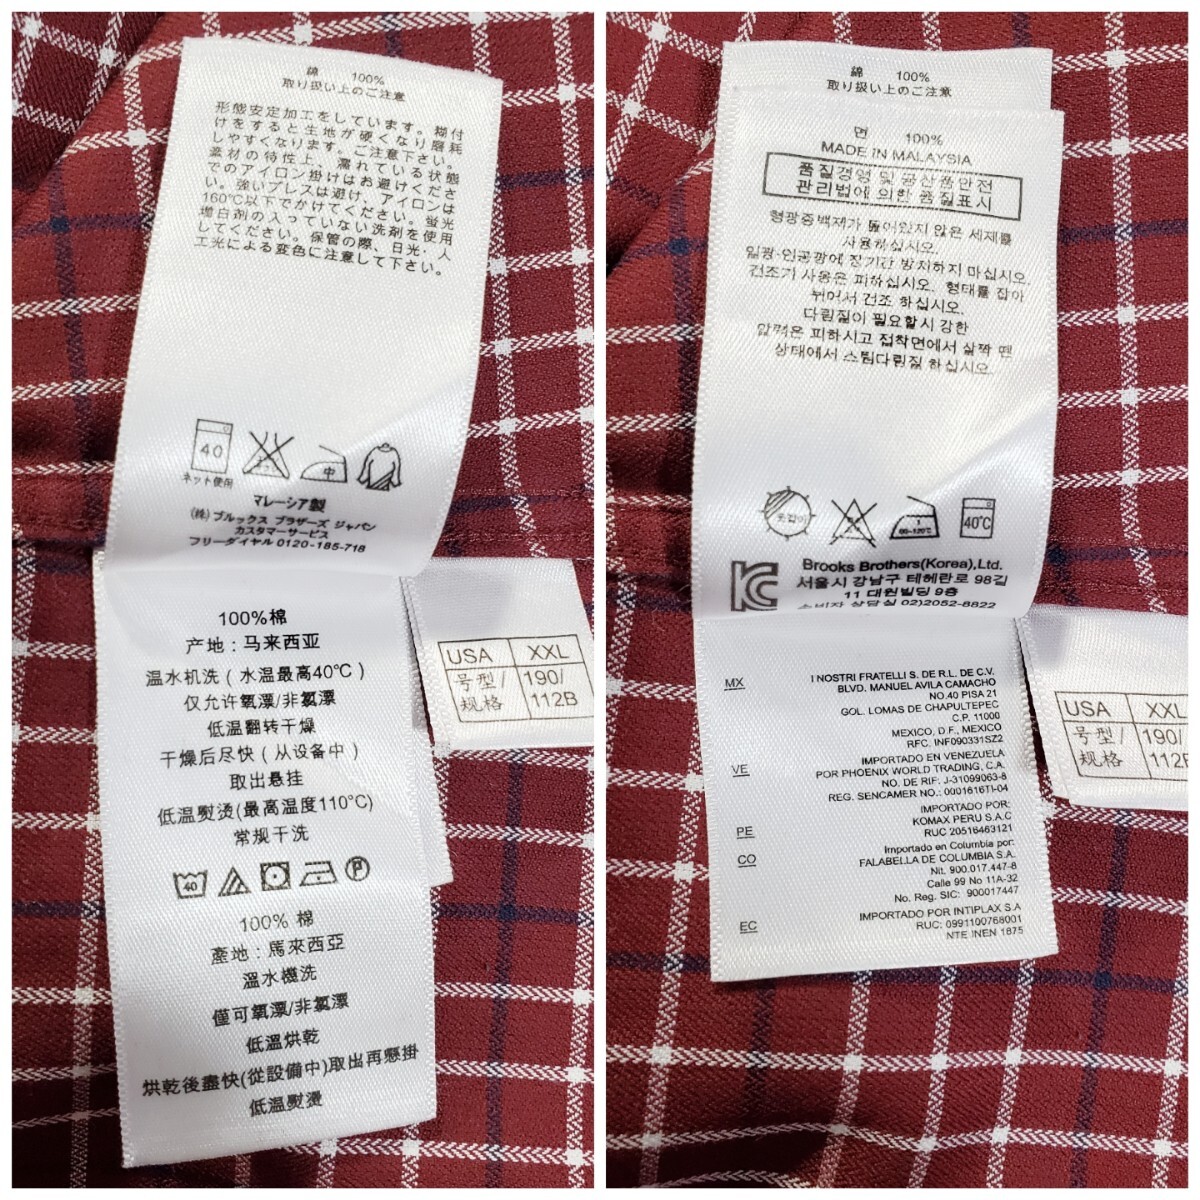 綿 100%
取り扱い上のご注意
形態安定加工をしています。糊付
けをすると生地が硬くなり磨耗
しやすくなります。ご注意下さい。
素材の特性上、濡れている状態
でのアイロン掛けはお避けくださ
い。強いプレスは避け、アイロンは
160℃以下でかけてください。蛍光
増白剤の入っていない洗剤を使用
してください。保管の際、日光・人
工光による変色に注意して下さい。
40
中
ネット使用
マレーシア製
(株)ブルックス ブラザーズ ジャパン
カスタマーサービス
フリーダイヤル 0120-185-718
100%棉
产地：马来西亚
温水机洗（水温最高40℃）
仅允许氧漂/非氯漂
低温翻转干燥
干燥后尽快（从设备中）
取出悬挂
低温熨烫(最高温度110℃)
常规干洗
40
P
100% 棉
產地:馬來西亞
溫水機洗
僅可氧漂/非氯漂
低溫烘乾
烘乾後盡快(從設備中)取出再懸掛
低溫熨燙
USA XXL
号型/ 190/
规格 112B
綿 100%
取り扱い上のご注意
면 100%
MADE IN MALAYSIA
품질경영 및 공산품안전
관리법에 의한 품질표시
형광증백제가 들어있지 않은 세제를
사용하십시오.
일광·인공광에 장기간 방치하지 마십시오.
건조기 사용은 피하십시오. 형태를 잡아
뉘어서 건조 하십시오.
다림질이 필요할시 강한
압력은 피하시고 접착면에서 살짝 땐
상태에서 스팀다림질 하십시오.
옷걸이
40℃
Brooks Brothers(Korea),Ltd.
서울시 강남구 테헤란로 98길
11 대원빌딩 9층
소비자 상담실 02)2052-8822
MX I NOSTRI FRATELLI S. DE R.L. DE C.V.
BLVD. MANUEL AVILA CAMACHO
NO.40 PISA 21
GOL. LOMAS DE CHAPULTEPEC
C.P. 11000
MEXICO, D.F., MEXICO
RFC. INF090331SZ2
VE IMPORTADO EN VENEZUELA
POR PHOENIX WORLD TRADING, C.A.
NO. DE RIF: J-31099063-8
REG. SENCAMER NO.: 0001616TI-04
PE IMPORTADO POR:
KOMAX PERU S.A.C
RUC 20516463121
CO Importado en Columbia por:
FALABELLA DE COLUMBIA S.A.
Nit. 900.017.447-8
Calle 99 No 11A-32
No. Reg. SIC: 900017447
EC IMPORTADO POR INTIPLAX S.A
RUC: 0991100768001
NTE INEN 1875
USA XXL
号型/ 190/
规格 112B